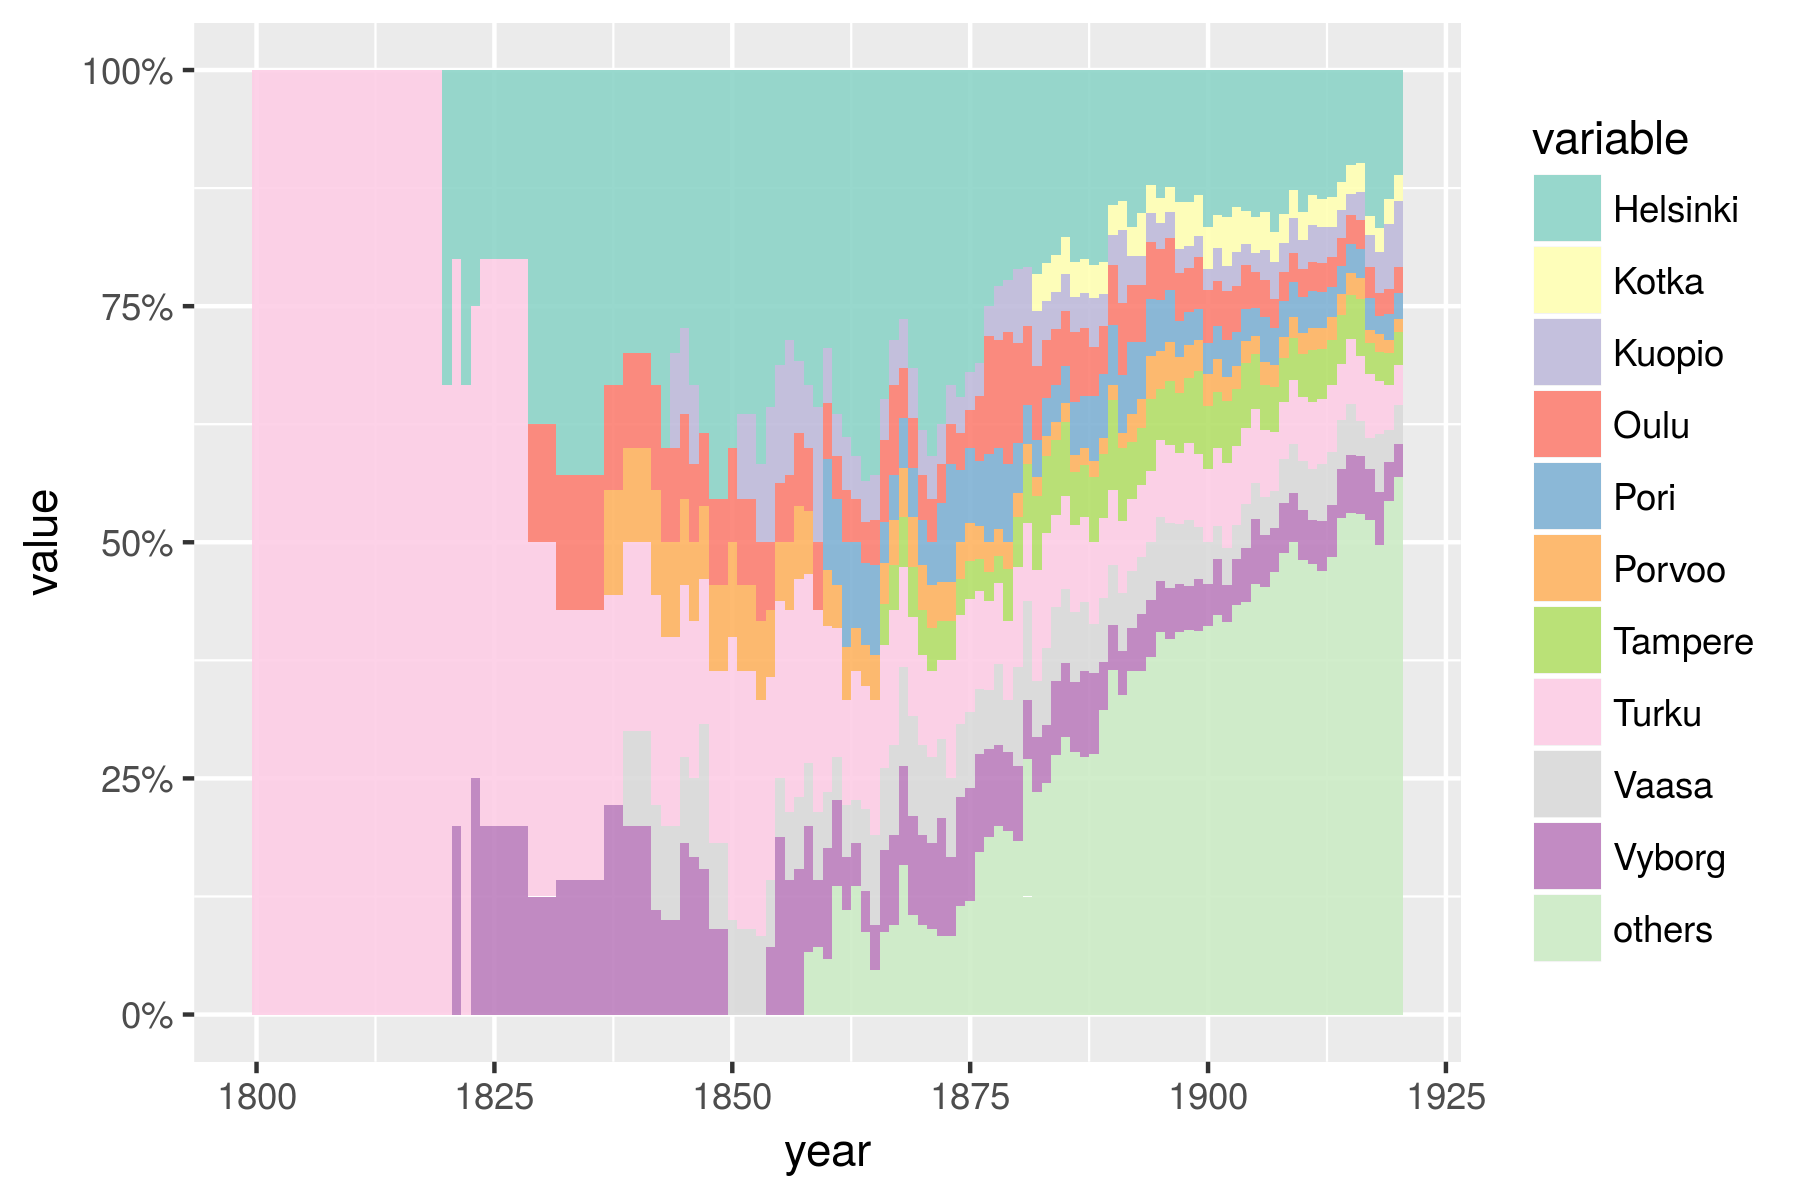 100%
75%
50%
25%
0%
value
1800 1825 1850 1875 1900 1925
year
variable
Helsinki
Kotka
Kuopio
Oulu
Pori
Porvoo
Tampere
Turku
Vaasa
Vyborg
others